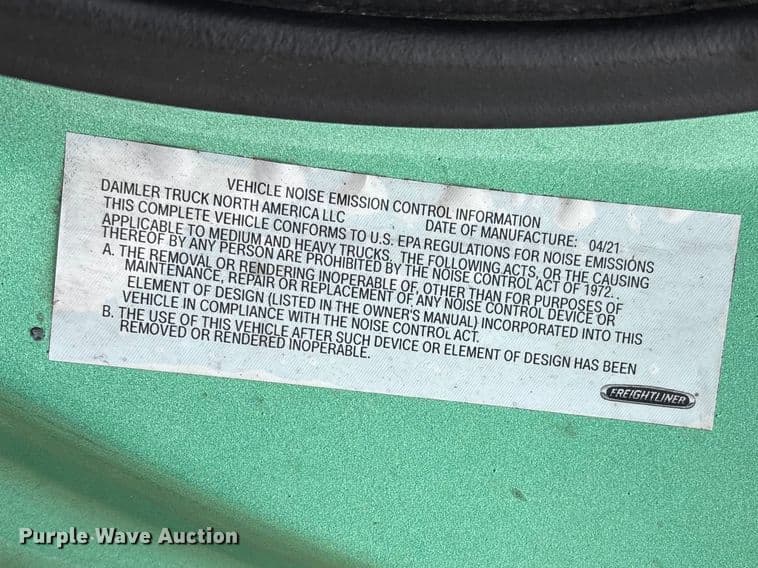 VEHICLE NOISE EMISSION CONTROL INFORMATION
DAIMLER TRUCK NORTH AMERICA LLC DATE OF MANUFACTURE: 04/21
THIS COMPLETE VEHICLE CONFORMS TO U.S. EPA REGULATIONS FOR NOISE EMISSIONS
APPLICABLE TO MEDIUM AND HEAVY TRUCKS. THE FOLLOWING ACTS, OR THE CAUSING
THEREOF BY ANY PERSON ARE PROHIBITED BY THE NOISE CONTROL ACT OF 1972..
A. THE REMOVAL OR RENDERING INOPERABLE OF, OTHER THAN FOR PURPOSES OF
MAINTENANCE, REPAIR OR REPLACEMENT OF ANY NOISE CONTROL DEVICE OR
ELEMENT OF DESIGN (LISTED IN THE OWNER'S MANUAL) INCORPORATED INTO THIS
VEHICLE IN COMPLIANCE WITH THE NOISE CONTROL ACT.
B. THE USE OF THIS VEHICLE AFTER SUCH DEVICE OR ELEMENT OF DESIGN HAS BEEN
REMOVED OR RENDERED INOPERABLE.
FREIGHTLINER
Purple Wave Auction